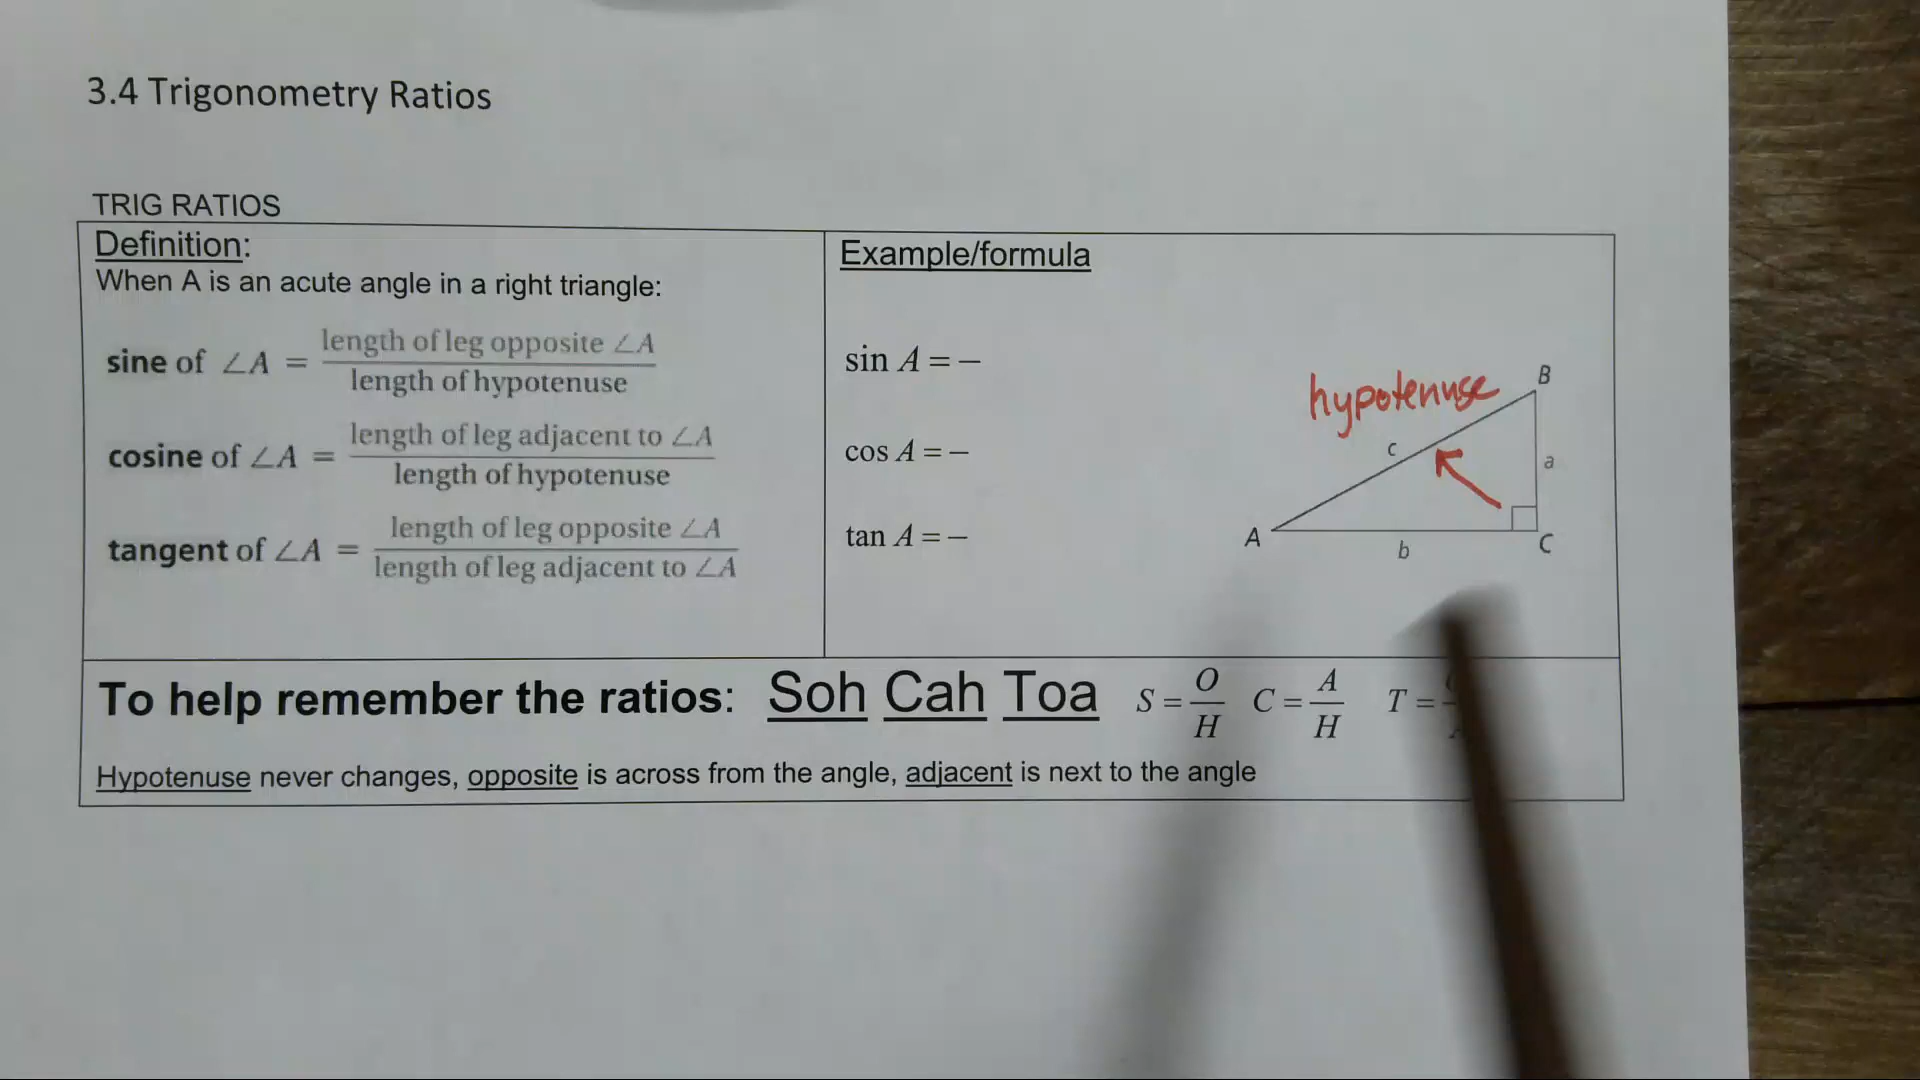 3.4 Trigonometry Ratios
TRIG RATIOS
Definition:
When A is an acute angle in a right triangle:
sine of ∠A = length of leg opposite ∠A / length of hypotenuse
cosine of ∠A = length of leg adjacent to ∠A / length of hypotenuse
tangent of ∠A = length of leg opposite ∠A / length of leg adjacent to ∠A
Example/formula
sin A = –
cos A = –
tan A = –
hypotenuse
B
c
a
A
b
C
To help remember the ratios: Soh Cah Toa S = O/H C = A/H T =
Hypotenuse never changes, opposite is across from the angle, adjacent is next to the angle